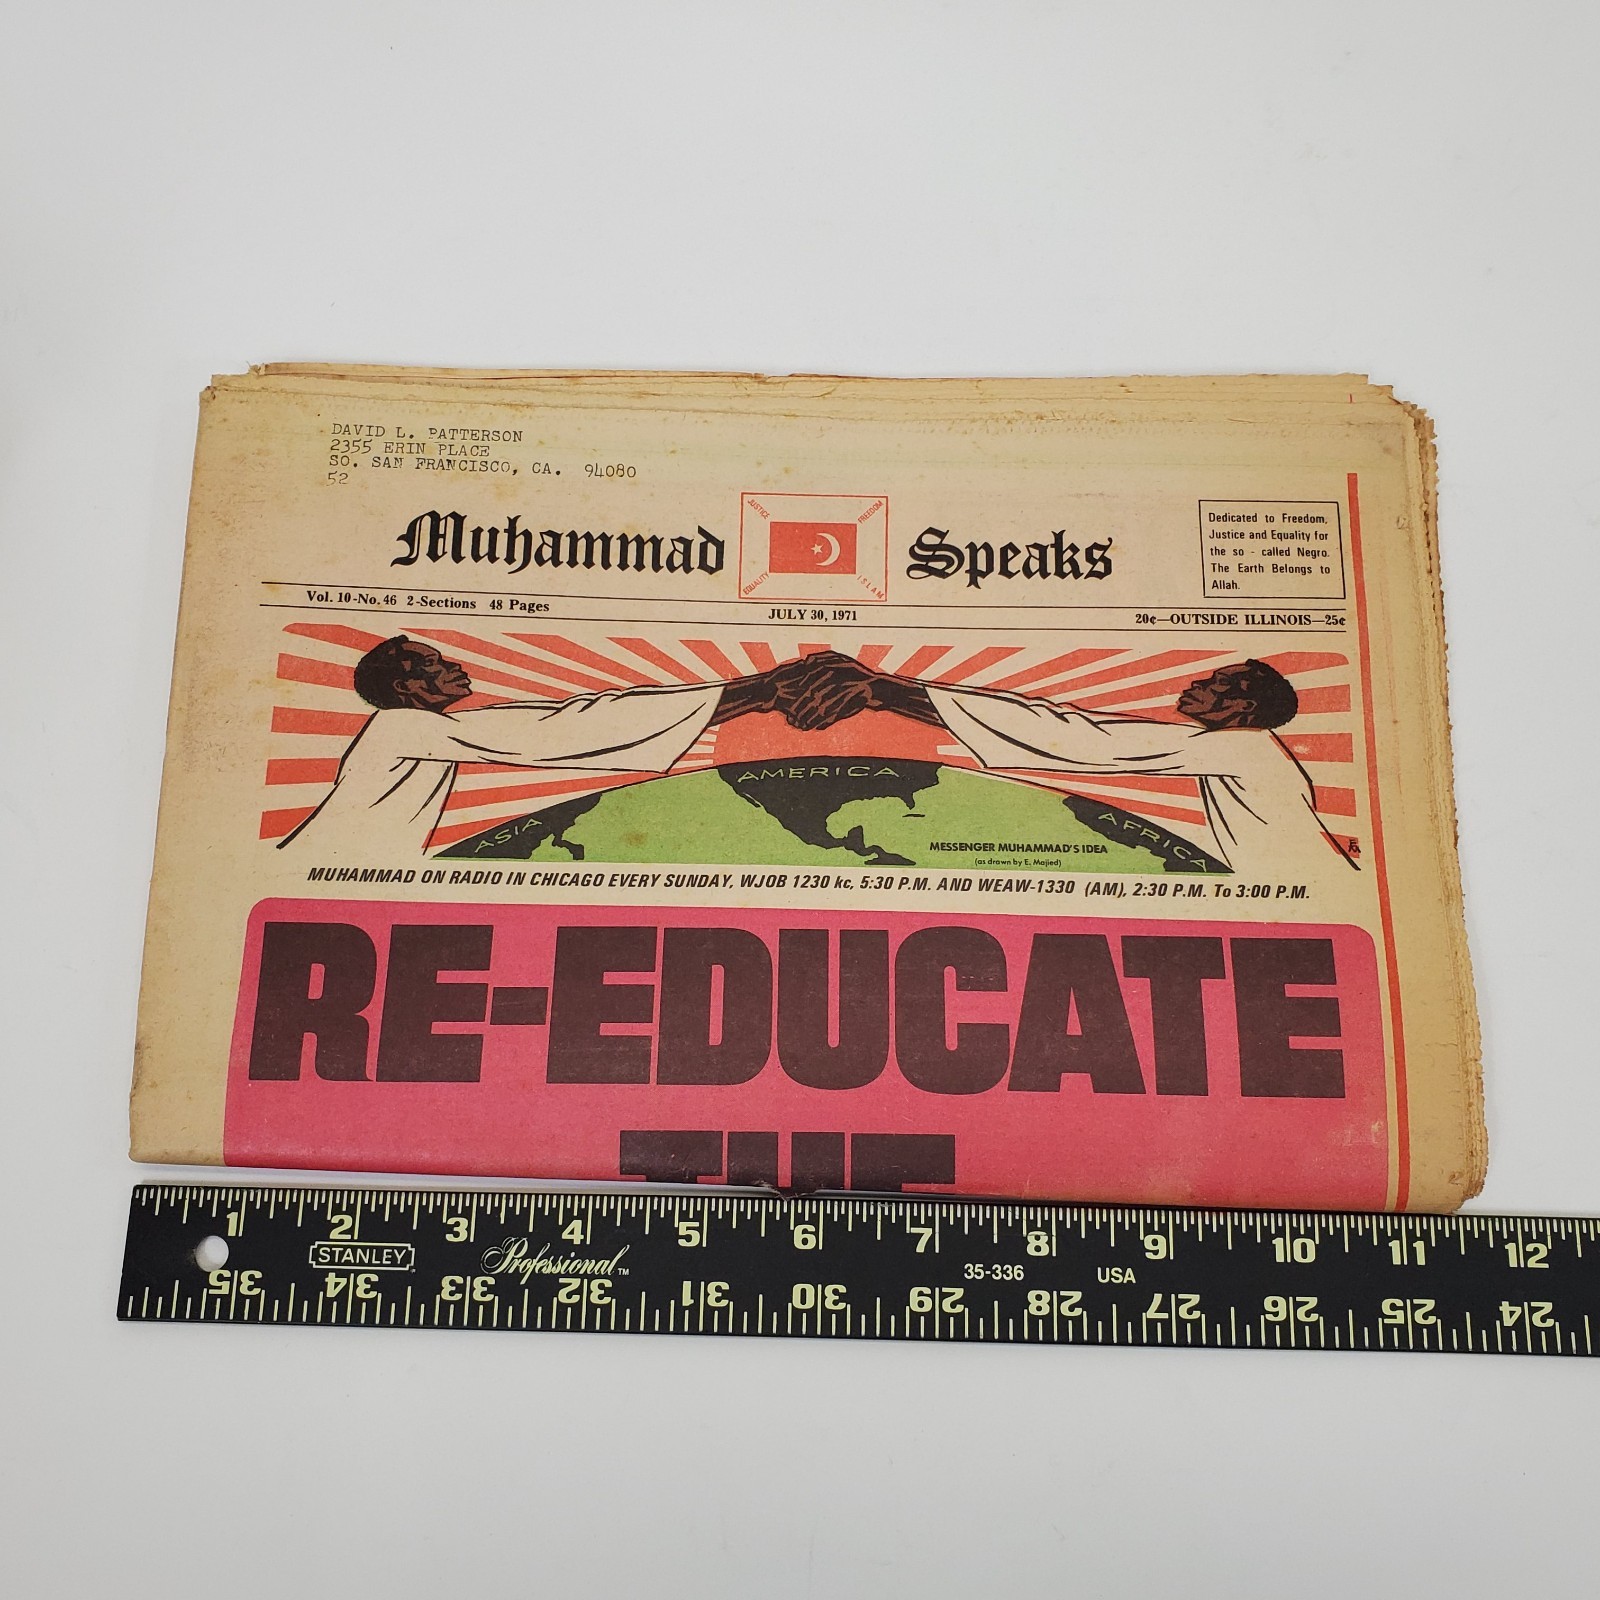 DAVID L. PATTERSON
2355 ERIN PLACE
SO. SAN FRANCISCO, CA. 94080
52
Muhammad Speaks
JUSTICE
FREEDOM
EQUALITY
ISLAM
Dedicated to Freedom,
Justice and Equality for
the so - called Negro.
The Earth Belongs to
Allah.
Vol. 10-No. 46 2-Sections 48 Pages
JULY 30, 1971
20¢—OUTSIDE ILLINOIS—25¢
AMERICA
ASIA
AFRICA
MESSENGER MUHAMMAD'S IDEA
(as drawn by E. Majied)
MUHAMMAD ON RADIO IN CHICAGO EVERY SUNDAY, WJOB 1230 kc, 5:30 P.M. AND WEAW-1330 (AM), 2:30 P.M. To 3:00 P.M.
RE-EDUCATE
THE
1 2 3 4 5 6 7 8 9 10 11 12
STANLEY
Professional™
35-336
USA
35 34 33 32 31 30 29 28 27 26 25 24